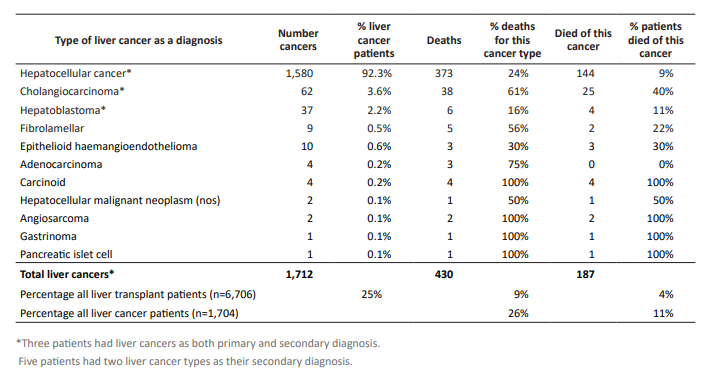 Type of liver cancer as a diagnosis Number cancers % liver cancer patients Deaths % deaths for this cancer type Died of this cancer % patients died of this cancer
Hepatocellular cancer* 1,580 92.3% 373 24% 144 9%
Cholangiocarcinoma* 62 3.6% 38 61% 25 40%
Hepatoblastoma* 37 2.2% 6 16% 4 11%
Fibrolamellar 9 0.5% 5 56% 2 22%
Epithelioid haemangioendothelioma 10 0.6% 3 30% 3 30%
Adenocarcinoma 4 0.2% 3 75% 0 0%
Carcinoid 4 0.2% 4 100% 4 100%
Hepatocellular malignant neoplasm (nos) 2 0.1% 1 50% 1 50%
Angiosarcoma 2 0.1% 2 100% 2 100%
Gastrinoma 1 0.1% 1 100% 1 100%
Pancreatic islet cell 1 0.1% 1 100% 1 100%
Total liver cancers* 1,712 430 187
Percentage all liver transplant patients (n=6,706) 25% 9% 4%
Percentage all liver cancer patients (n=1,704) 26% 11%
*Three patients had liver cancers as both primary and secondary diagnosis.
Five patients had two liver cancer types as their secondary diagnosis.